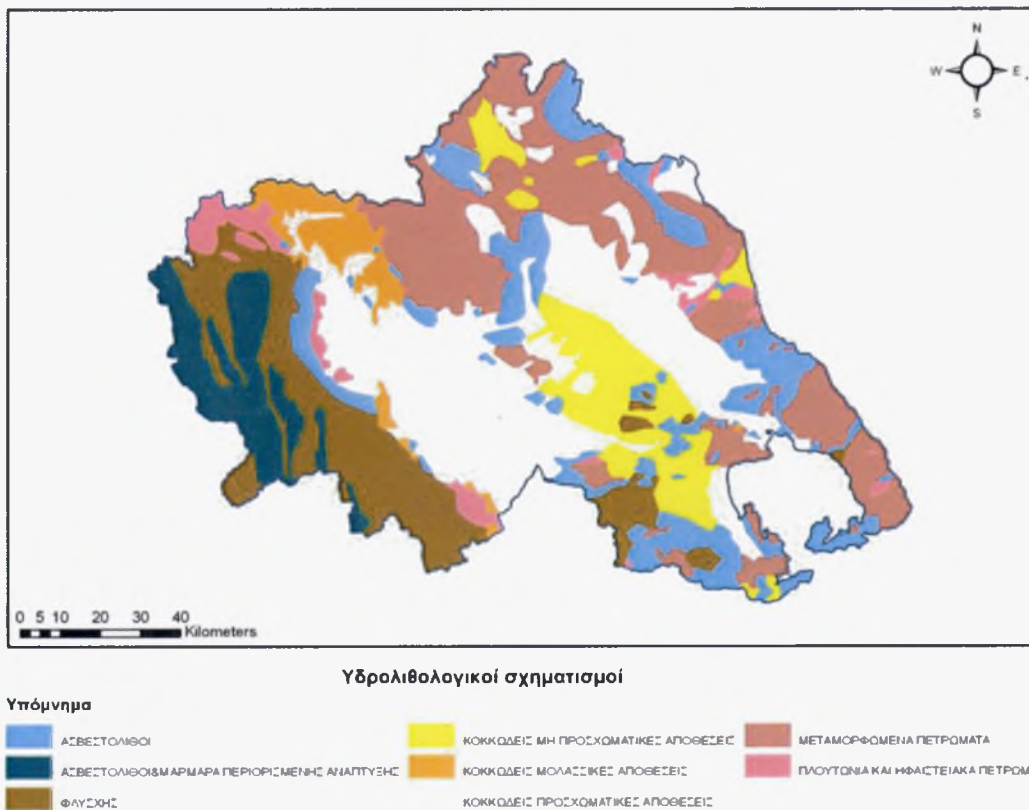 N
W E
S
0 5 10 20 30 40
Kilometers
Υδρολιθολογικοί σχηματισμοί
Υπόμνημα
ΑΣΒΕΣΤΟΛΙΘΟΙ
ΑΣΒΕΣΤΟΛΙΘΟΙ&ΜΑΡΜΑΡΑ ΠΕΡΙΟΡΙΣΜΕΝΗΣ ΑΝΑΠΤΥΞΗΣ
ΦΛΥΣΧΗΣ
ΚΟΚΚΩΔΕΙΣ ΜΗ ΠΡΟΣΧΩΜΑΤΙΚΕΣ ΑΠΟΘΕΣΕΙΣ
ΚΟΚΚΩΔΕΙΣ ΜΟΛΑΣΣΙΚΕΣ ΑΠΟΘΕΣΕΙΣ
ΚΟΚΚΩΔΕΙΣ ΠΡΟΣΧΩΜΑΤΙΚΕΣ ΑΠΟΘΕΣΕΙΣ
ΜΕΤΑΜΟΡΦΩΜΕΝΑ ΠΕΤΡΩΜΑΤΑ
ΠΛΟΥΤΩΝΙΑ ΚΑΙ ΗΦΑΙΣΤΕΙΑΚΑ ΠΕΤΡΩΜ